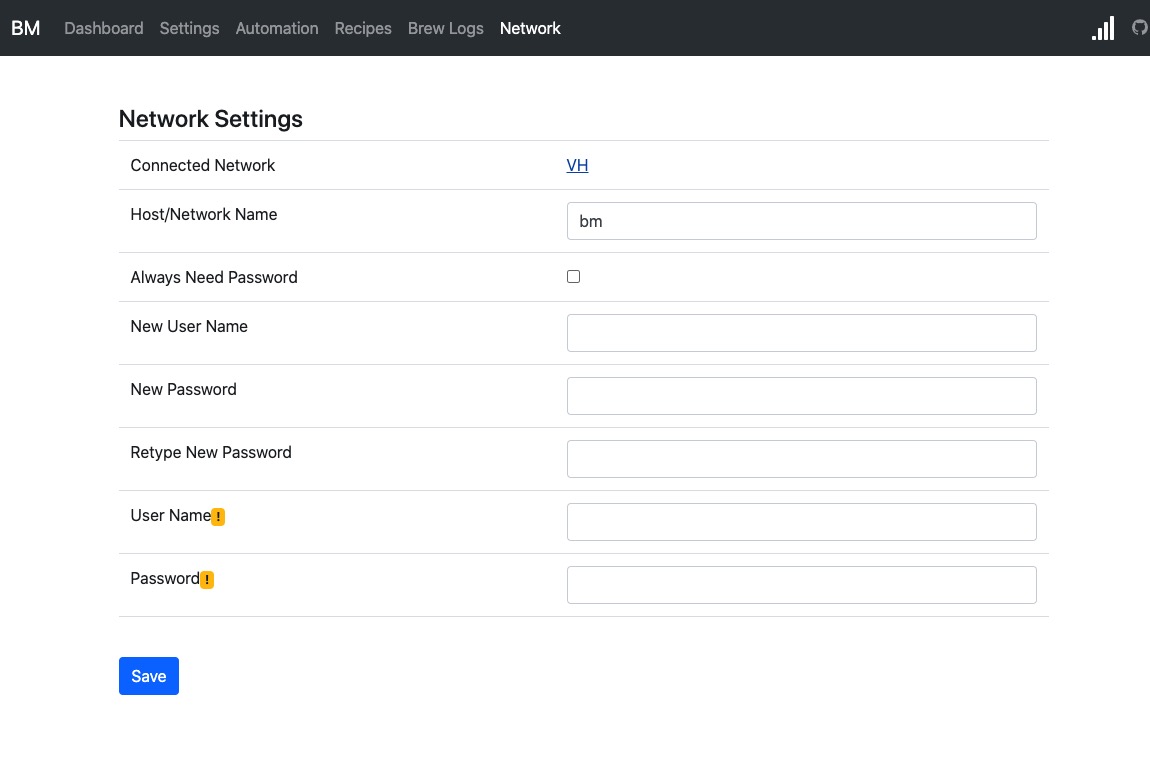 BM Dashboard Settings Automation Recipes Brew Logs Network
Network Settings
Connected Network VH
Host/Network Name bm
Always Need Password
New User Name
New Password
Retype New Password
User Name !
Password !
Save